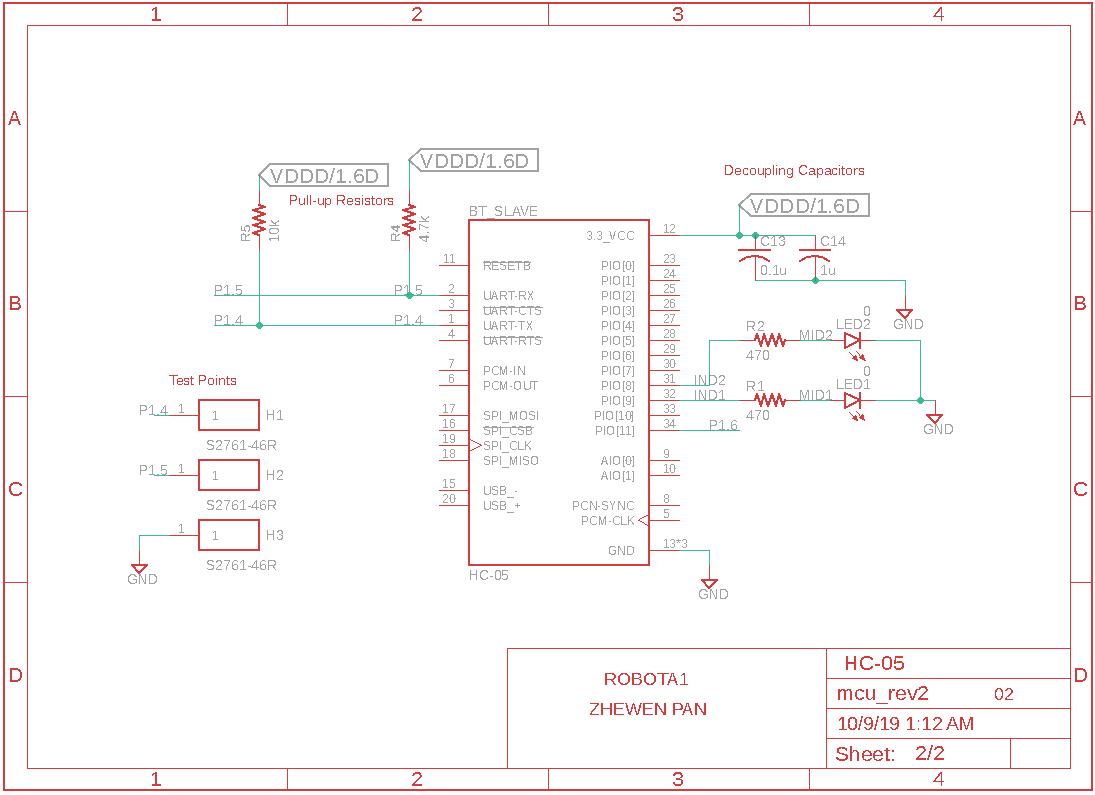 1 2 3 4
A A
VDDD/1.6D
VDDD/1.6D
Decoupling Capacitors
Pull-up Resistors
VDDD/1.6D
R5 10k
R4 4.7k
BT_SLAVE
3.3_VCC 12
C13 C14
0.1u 1u
11 RESETB PIO[0] 23
PIO[1] 24
P1.5 P1.5 2 UART-RX PIO[2] 25
3 UART-CTS PIO[3] 26
P1.4 P1.4 1 UART-TX PIO[4] 27
4 UART-RTS PIO[5] 28
PIO[6] 29
7 PCM-IN PIO[7] 30
6 PCM-OUT PIO[8] 31 IND2
PIO[9] 32 IND1
17 SPI_MOSI PIO[10] 33
16 SPI_CSB PIO[11] 34 P1.6
19 SPI_CLK
18 SPI_MISO AIO[0] 9
AIO[1] 10
15 USB_-
20 USB_+ PCN-SYNC 8
PCM-CLK 5
GND 13*3
HC-05
GND
B B
GND
R2 470 MID2 LED2 0
R1 470 MID1 LED1 0
GND
Test Points
P1.4 1 1 H1
S2761-46R
P1.5 1 1 H2
S2761-46R
1 1 H3
S2761-46R
GND
C C
D D
ROBOTA1
ZHEWEN PAN
HC-05
mcu_rev2 02
10/9/19 1:12 AM
Sheet: 2/2
1 2 3 4